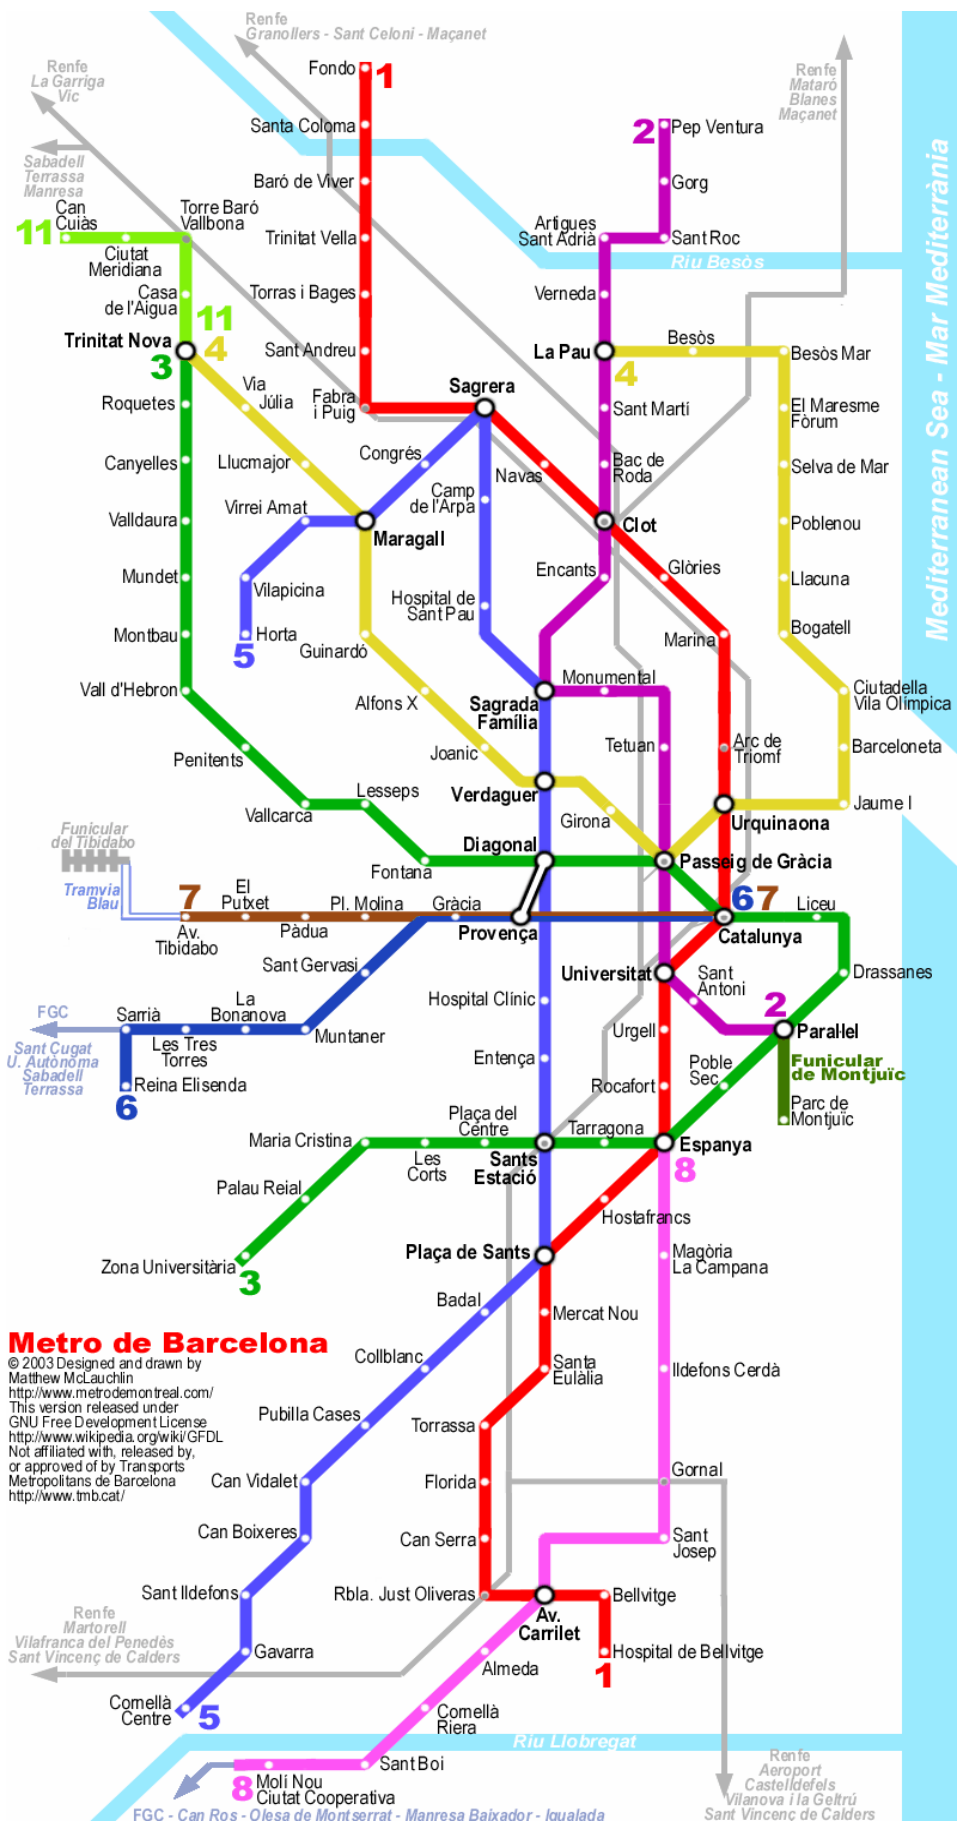 Renfe
Granollers - Sant Celoni - Maçanet
Renfe
La Garriga
Vic
Fondo
1
Renfe
Mataró
Blanes
Maçanet
Santa Coloma
2
Pep Ventura
Sabadell
Terrassa
Manresa
Baró de Viver
Gorg
Mediterranean Sea - Mar Mediterrània
Can
Cuiàs
11
Torre Baró
Vallbona
Trinitat Vella
Artigues
Sant Adrià
Sant Roc
Ciutat
Meridiana
Riu Besòs
Casa
de l'Aigua
Torras i Bages
Verneda
11
Trinitat Nova
3
4
Sant Andreu
La Pau
4
Besòs
Besòs Mar
Roquetes
Via
Júlia
Fabra
i Puig
Sagrera
Sant Martí
El Maresme
Fòrum
Canyelles
Llucmajor
Congrés
Navas
Bac de
Roda
Selva de Mar
Camp
de l'Arpa
Valldaura
Virrei Amat
Maragall
Clot
Poblenou
Mundet
Vilapicina
Encants
Glòries
Llacuna
Hospital de
Sant Pau
Montbau
Horta
5
Guinardó
Marina
Bogatell
Vall d'Hebron
Alfons X
Sagrada
Família
Monumental
Ciutadella
Vila Olímpica
Penitents
Joanic
Tetuan
Arc de
Triomf
Barceloneta
Vallcarca
Lesseps
Verdaguer
Girona
Urquinaona
Jaume I
Funicular
del Tibidabo
Fontana
Diagonal
Passeig de Gràcia
Tramvia
Blau
7
El
Putxet
Pl. Molina
Gràcia
6
7
Liceu
Av.
Tibidabo
Pàdua
Provença
Catalunya
Sant Gervasi
Universitat
Sant
Antoni
Drassanes
FGC
Sarrià
La
Bonanova
Hospital Clínic
2
Sant Cugat
U. Autònoma
Sabadell
Terrassa
Les Tres
Torres
Muntaner
Urgell
Paral·lel
Entença
Funicular
de Montjuïc
Reina Elisenda
6
Rocafort
Poble
Sec
Parc de
Montjuïc
Maria Cristina
Plaça del
Centre
Tarragona
Les
Corts
Sants
Estació
Espanya
8
Palau Reial
Hostafrancs
Zona Universitària
3
Plaça de Sants
Magòria
La Campana
Badal
Mercat Nou
Metro de Barcelona
© 2003 Designed and drawn by
Matthew McLauchlin
http://www.metrodemontreal.com/
This version released under
GNU Free Development License
http://www.wikipedia.org/wiki/GFDL
Not affiliated with, released by,
or approved of by Transports
Metropolitans de Barcelona
http://www.tmb.cat/
Collblanc
Santa
Eulàlia
Ildefons Cerdà
Pubilla Cases
Torrassa
Can Vidalet
Florida
Gornal
Can Boixeres
Can Serra
Sant
Josep
Sant Ildefons
Rbla. Just Oliveras
Av.
Carrilet
Bellvitge
Renfe
Martorell
Vilafranca del Penedès
Sant Vincenç de Calders
Gavarra
Almeda
Hospital de Bellvitge
1
Cornellà
Centre
5
Cornellà
Riera
Riu Llobregat
Sant Boi
8
Molí Nou
Ciutat Cooperativa
Renfe
Aeroport
Castelldefels
Vilanova i la Geltrú
Sant Vincenç de Calders
FGC - Can Ros - Olesa de Montserrat - Manresa Baixador - Igualada